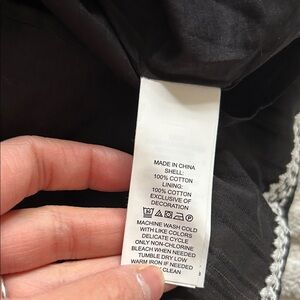 MADE IN CHINA
SHELL:
100% COTTON
LINING:
100% COTTON
EXCLUSIVE OF
DECORATION
MACHINE WASH COLD
WITH LIKE COLORS
DELICATE CYCLE
ONLY NON-CHLORINE
BLEACH WHEN NEEDED
TUMBLE DRY LOW
WARM IRON IF NEEDED
CLEAN